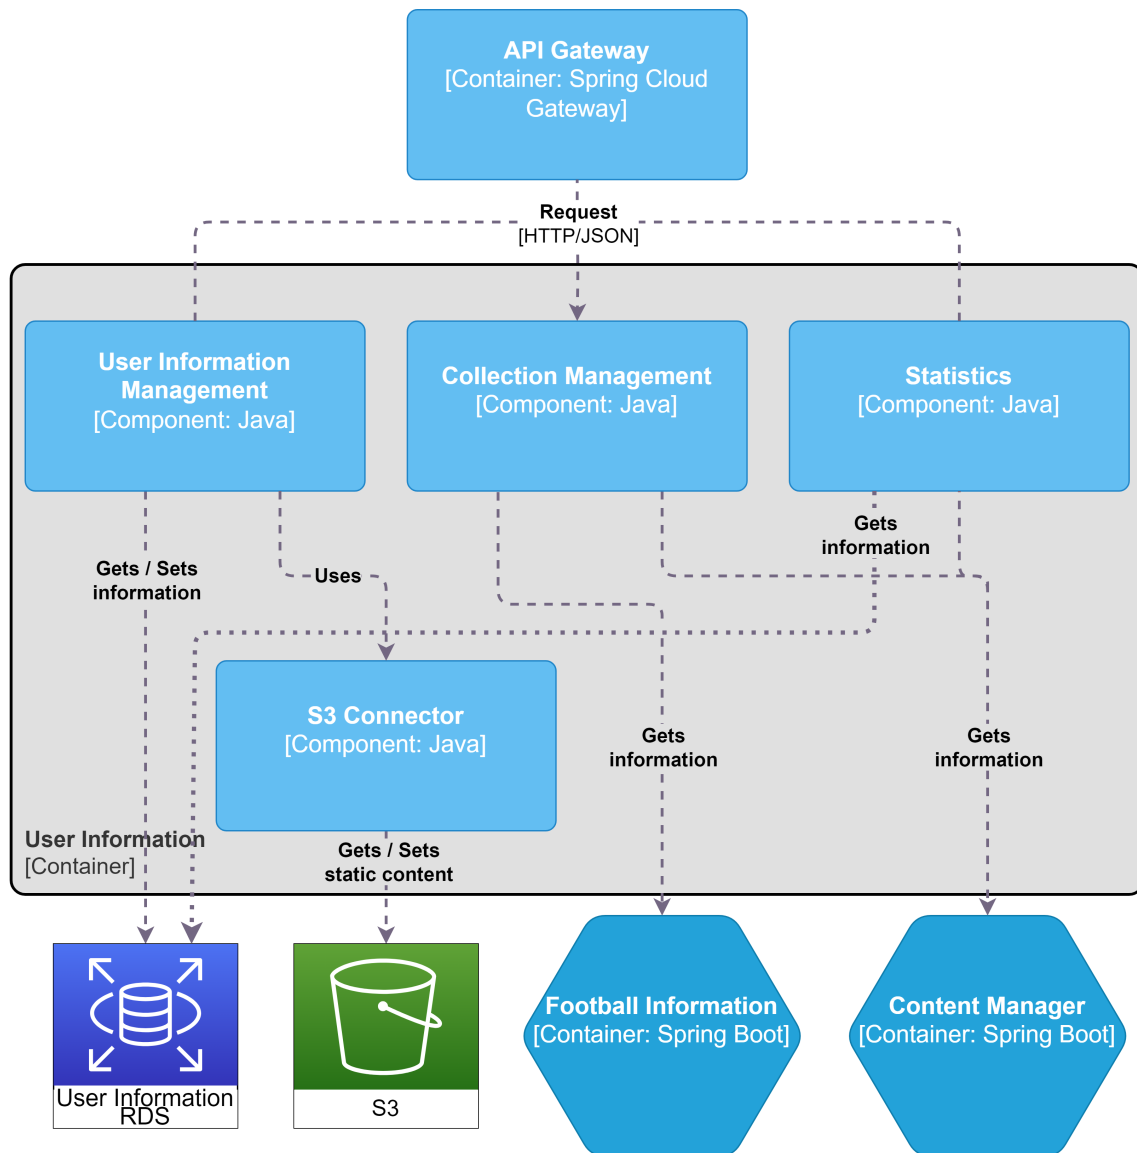 API Gateway
[Container: Spring Cloud
Gateway]
Request
[HTTP/JSON]
User Information
Management
[Component: Java]
Collection Management
[Component: Java]
Statistics
[Component: Java]
Gets
information
Gets / Sets
information
Uses
S3 Connector
[Component: Java]
Gets
information
Gets
information
User Information
[Container]
Gets / Sets
static content
User Information
RDS
S3
Football Information
[Container: Spring Boot]
Content Manager
[Container: Spring Boot]